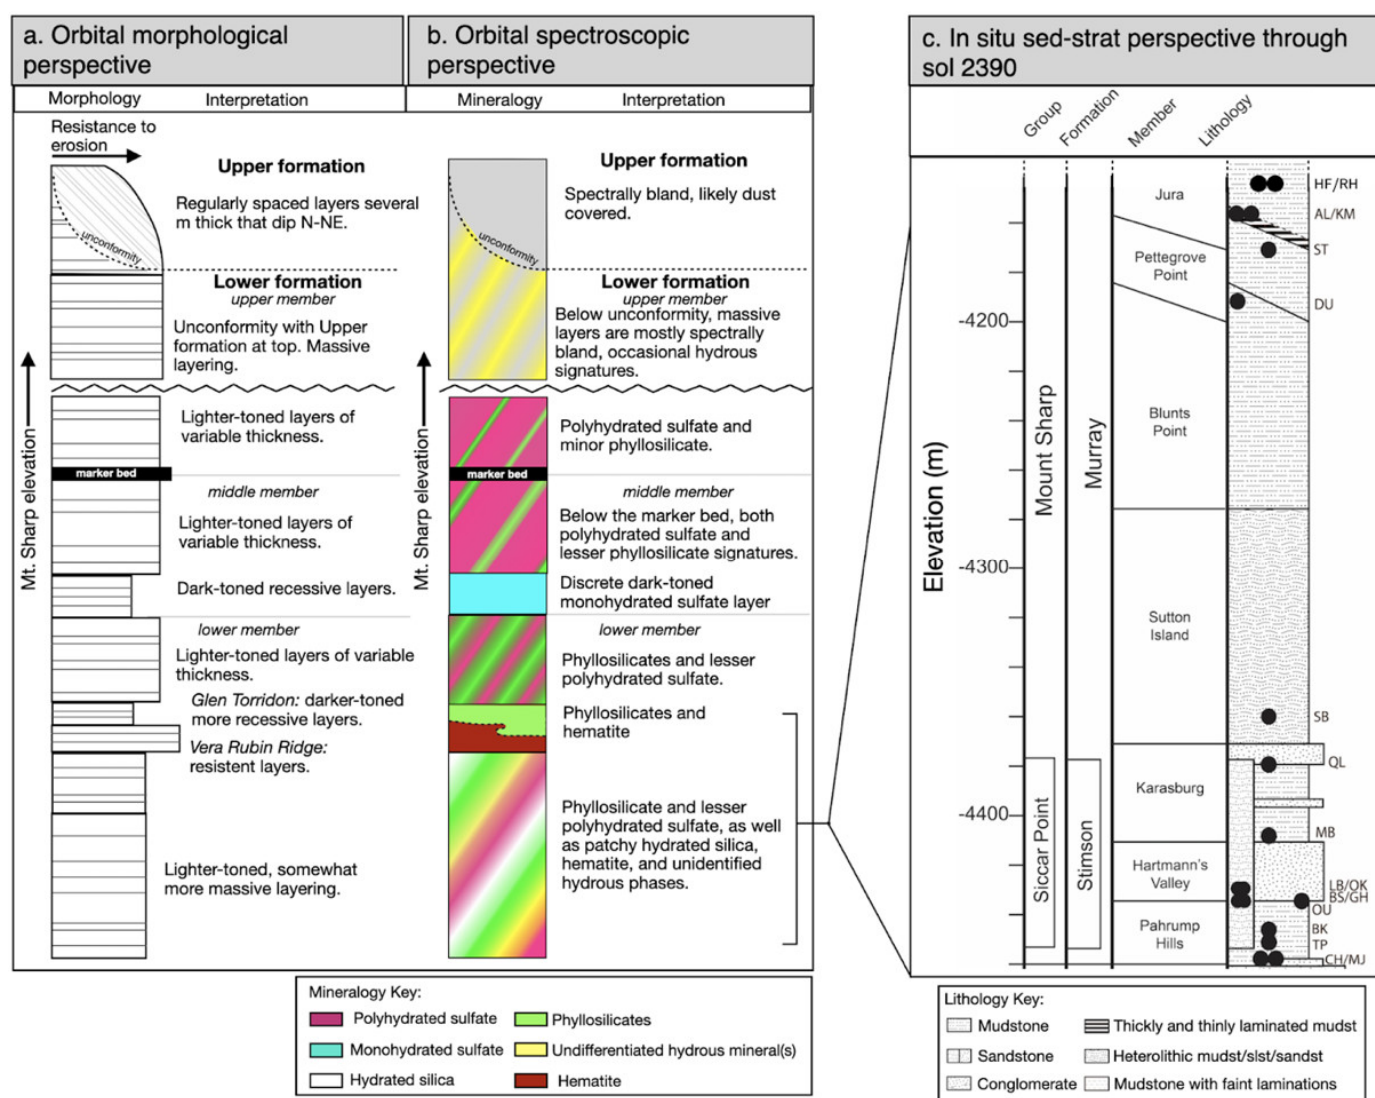 a. Orbital morphological
perspective
Morphology
Interpretation
Resistance to
erosion
unconformity
Upper formation
Regularly spaced layers several
m thick that dip N-NE.
Lower formation
upper member
Unconformity with Upper
formation at top. Massive
layering.
Mt. Sharp elevation
Lighter-toned layers of
variable thickness.
marker bed
middle member
Lighter-toned layers of
variable thickness.
Dark-toned recessive layers.
lower member
Lighter-toned layers of variable
thickness.
Glen Torridon: darker-toned
more recessive layers.
Vera Rubin Ridge:
resistent layers.
Lighter-toned, somewhat
more massive layering.
b. Orbital spectroscopic
perspective
Mineralogy
Interpretation
unconformity
Upper formation
Spectrally bland, likely dust
covered.
Lower formation
upper member
Below unconformity, massive
layers are mostly spectrally
bland, occasional hydrous
signatures.
Mt. Sharp elevation
Polyhydrated sulfate and
minor phyllosilicate.
marker bed
middle member
Below the marker bed, both
polyhydrated sulfate and
lesser phyllosilicate signatures.
Discrete dark-toned
monohydrated sulfate layer
lower member
Phyllosilicates and lesser
polyhydrated sulfate.
Phyllosilicates and
hematite
Phyllosilicate and lesser
polyhydrated sulfate, as well
as patchy hydrated silica,
hematite, and unidentified
hydrous phases.
Mineralogy Key:
Polyhydrated sulfate
Phyllosilicates
Monohydrated sulfate
Undifferentiated hydrous mineral(s)
Hydrated silica
Hematite
c. In situ sed-strat perspective through
sol 2390
Group
Formation
Member
Lithology
Elevation (m)
-4200
-4300
-4400
Mount Sharp
Siccar Point
Murray
Stimson
Jura
Pettegrove
Point
Blunts
Point
Sutton
Island
Karasburg
Hartmann's
Valley
Pahrump
Hills
HF/RH
AL/KM
ST
DU
SB
QL
MB
LB/OK
BS/GH
OU
BK
TP
CH/MJ
Lithology Key:
Mudstone
Thickly and thinly laminated mudst
Sandstone
Heterolithic mudst/slst/sandst
Conglomerate
Mudstone with faint laminations